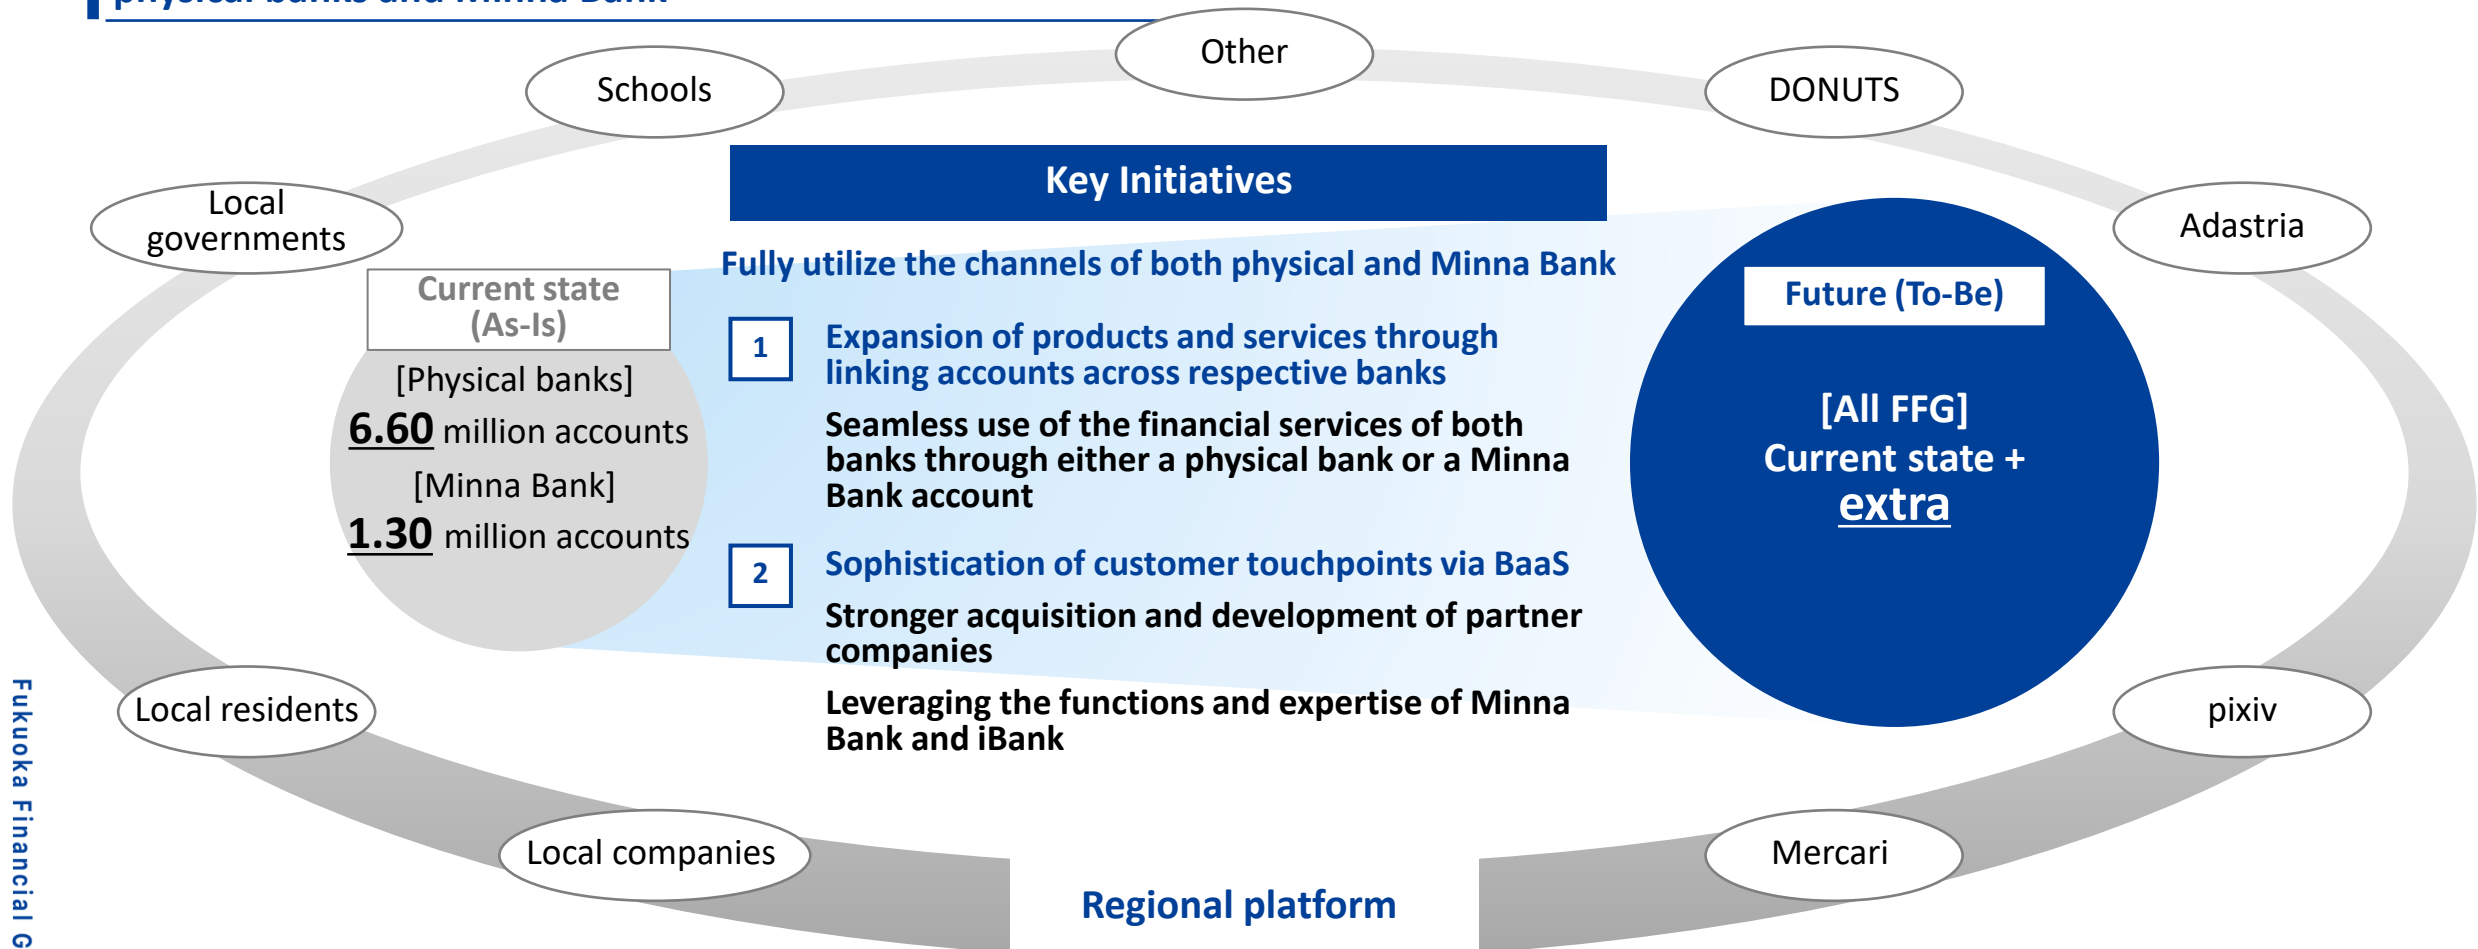 physical banks and Minna Bank
Other
Schools
DONUTS
Local
governments
Adastria
Key Initiatives
Fully utilize the channels of both physical and Minna Bank
Current state
(As-Is)
[Physical banks]
6.60 million accounts
[Minna Bank]
1.30 million accounts
1
Expansion of products and services through
linking accounts across respective banks
Seamless use of the financial services of both
banks through either a physical bank or a Minna
Bank account
2
Sophistication of customer touchpoints via BaaS
Stronger acquisition and development of partner
companies
Leveraging the functions and expertise of Minna
Bank and iBank
Future (To-Be)
[All FFG]
Current state +
extra
Local residents
pixiv
Local companies
Mercari
Regional platform
Fukuoka Financial G